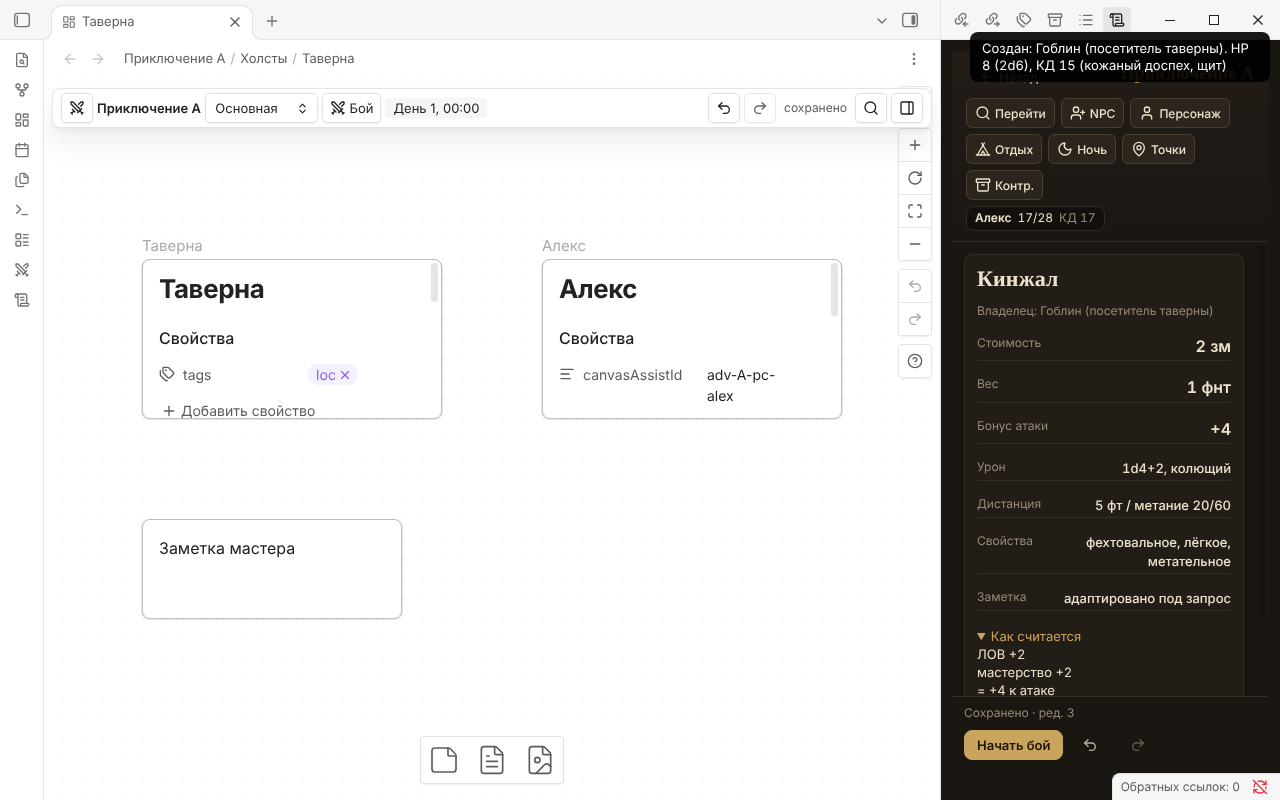 Таверна
Приключение A / Холсты / Таверна
Приключение A
Основная
Бой
День 1, 00:00
сохранено
Таверна
Таверна
Свойства
tags
loc
Добавить свойство
Алекс
Алекс
Свойства
canvasAssistId
adv-A-pc-
alex
Заметка мастера
Создан: Гоблин (посетитель таверны). HP
8 (2d6), КД 15 (кожаный доспех, щит)
Перейти
NPC
Персонаж
Отдых
Ночь
Точки
Контр.
Алекс 17/28 КД 17
Кинжал
Владелец: Гоблин (посетитель таверны)
Стоимость
2 зм
Вес
1 фнт
Бонус атаки
+4
Урон
1d4+2, колющий
Дистанция
5 фт / метание 20/60
Свойства
фехтовальное, лёгкое,
метательное
Заметка
адаптировано под запрос
Как считается
ЛОВ +2
мастерство +2
= +4 к атаке
Сохранено · ред. 3
Начать бой
Обратных ссылок: 0